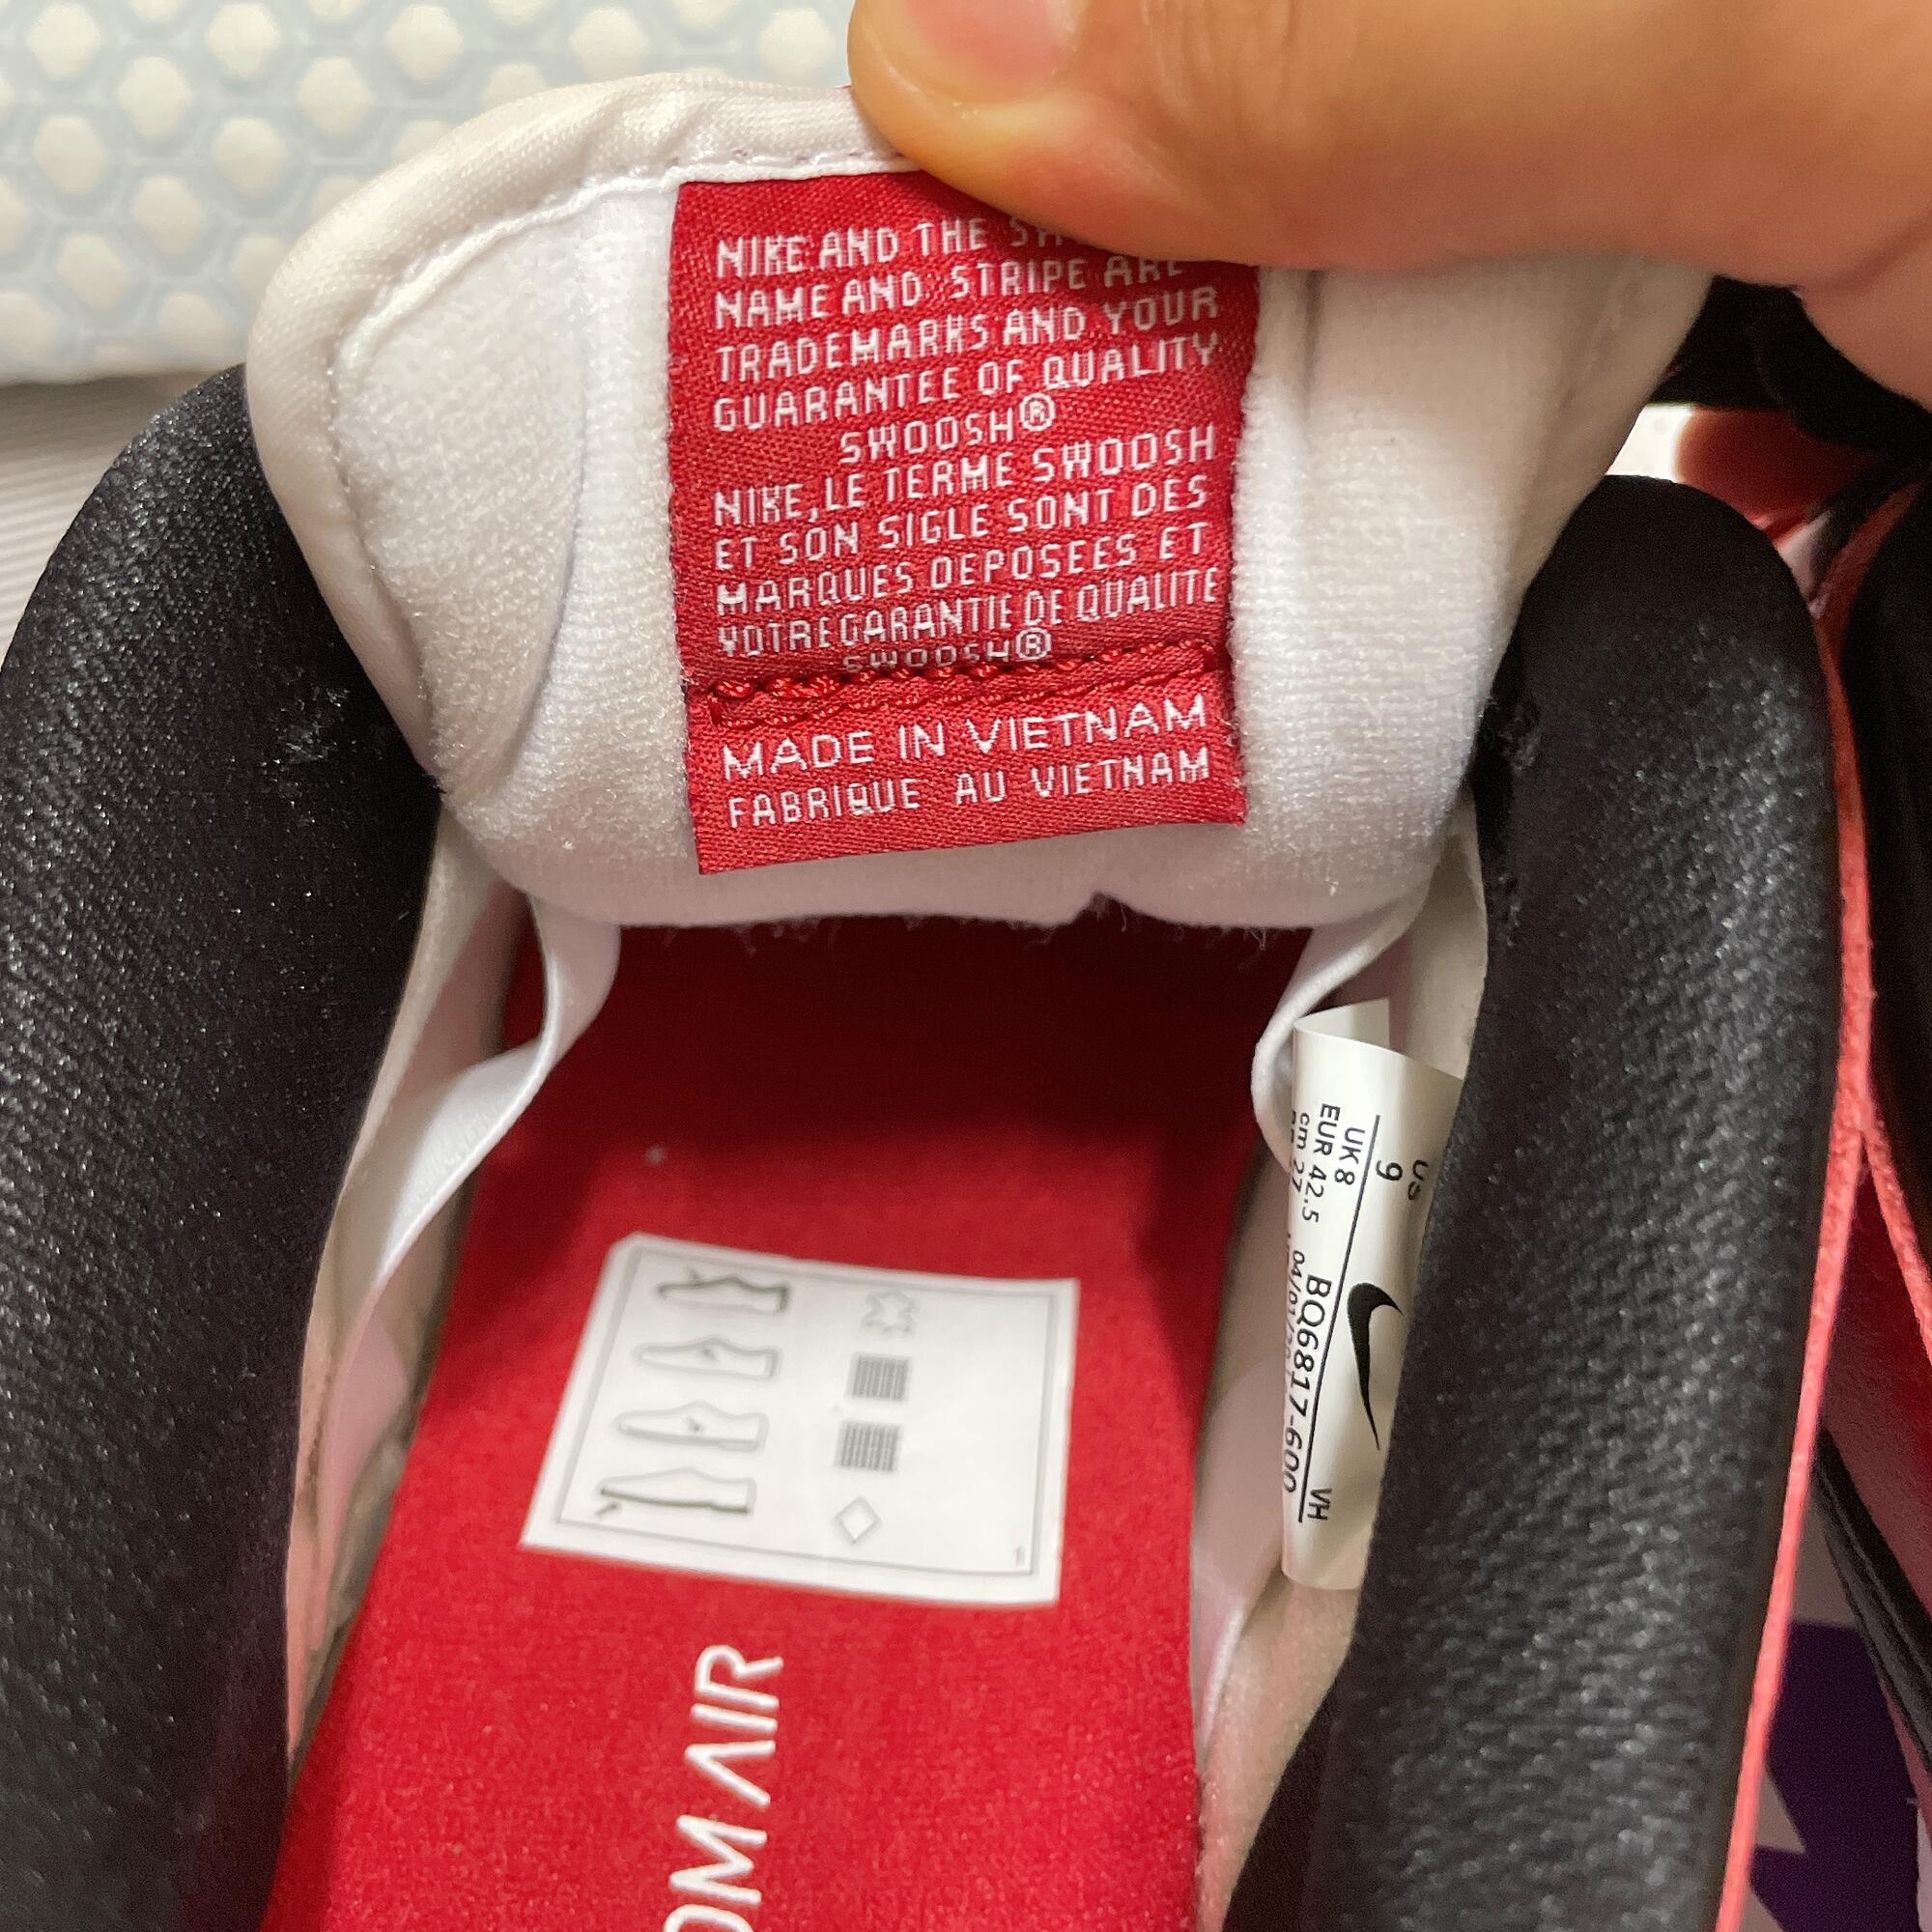 NIKE AND THE
NAME AND STRIPE ARE
TRADEMARKS AND YOUR
GUARANTEE OF QUALITY
SWOOSH®
NIKE, LE TERME SWOOSH
ET SON SIGLE SONT DES
MARQUES DEPOSEES ET
VOTRE GARANTIE DE QUALITE
SWOOSH®
MADE IN VIETNAM
FABRIQUE AU VIETNAM
US
9
UK 8
EUR 42.5
cm 27
BQ6817-600
VH
AIR